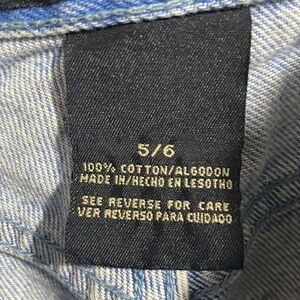 5/6
100% COTTON/ALGODON
MADE IN/HECHO EN LESOTHO
SEE REVERSE FOR CARE
VER REVERSO PARA CUIDADO